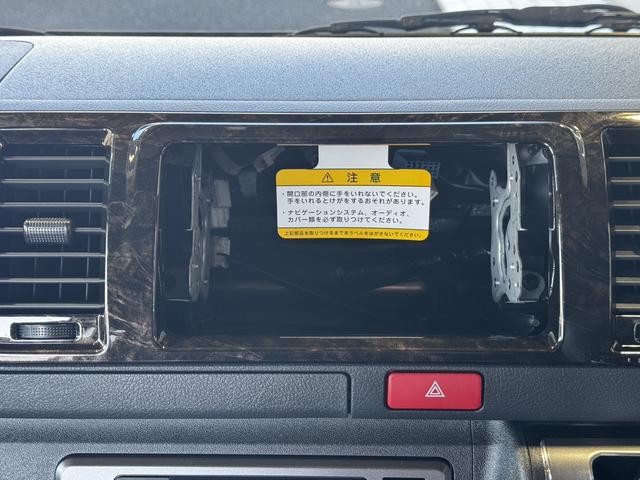 注意
・開口部の内側に手をいれないでください。
手をいれるとけがをするおそれがあります。
・ナビゲーションシステム、オーディオ、
カバー類を必ず取りつけてください。
上記部品を取りつけるまで本ラベルをはがさないでください。